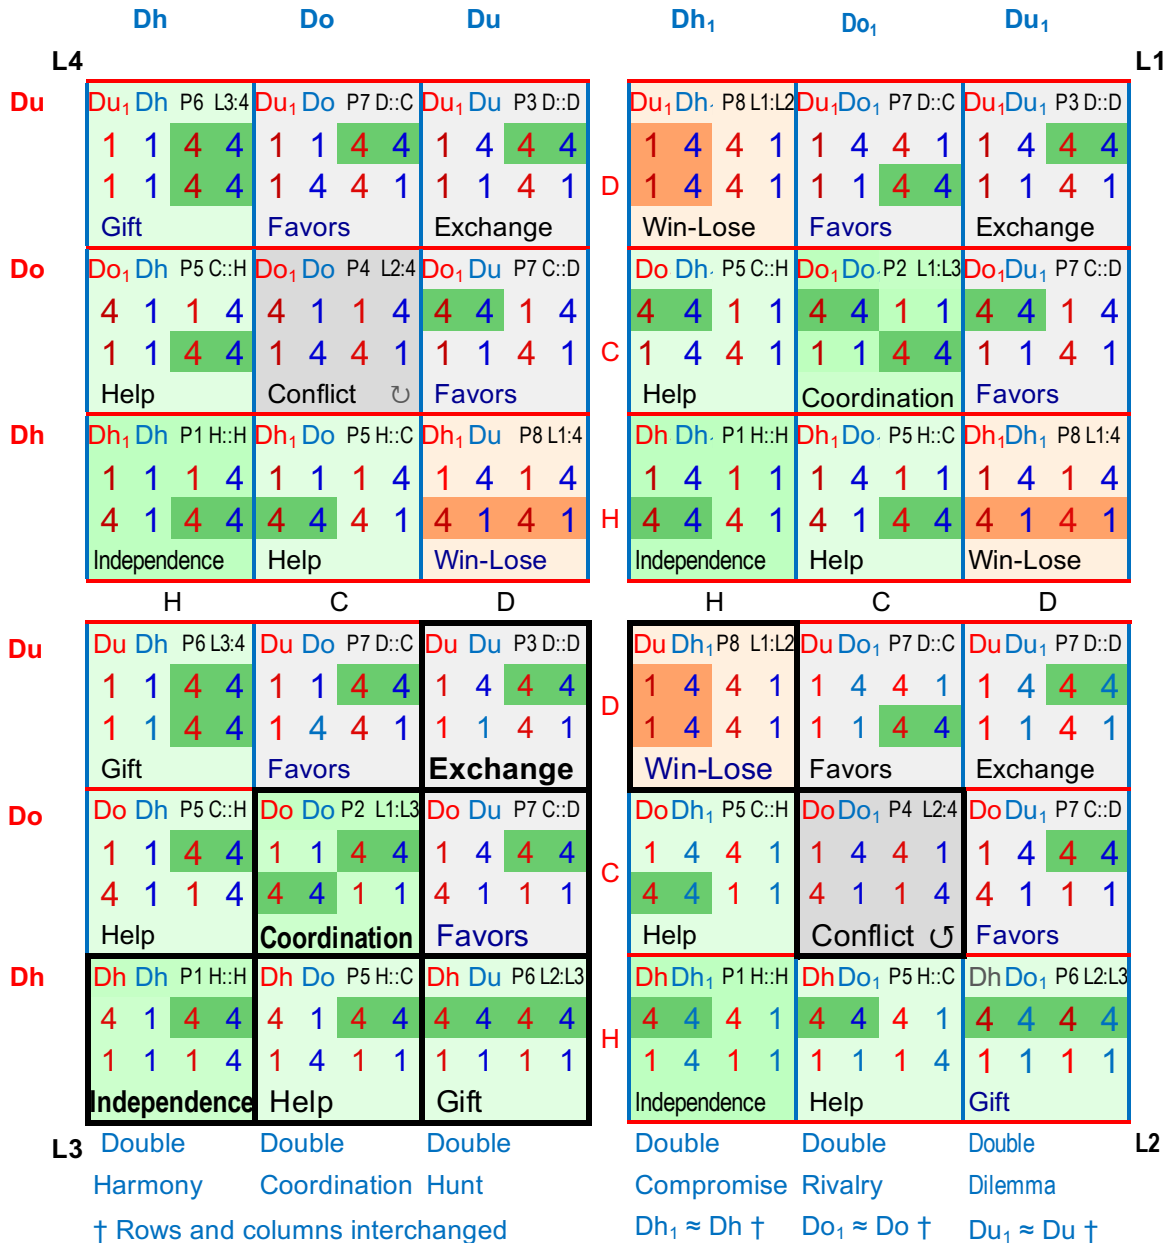 Dh Do Du Dh₁ Do₁ Du₁
L4 L1
Du Du₁ Dh P6 L3:4 Du₁ Do P7 D::C Du₁ Du P3 D::D Du₁ Dh₁ P8 L1:L2 Du₁ Do₁ P7 D::C Du₁ Du₁ P3 D::D
1 1 4 4 1 1 4 4 1 4 4 4 1 4 4 1 1 4 4 1 1 4 4 4
1 1 4 4 1 4 4 1 1 1 4 1 D 1 4 4 1 1 1 4 4 1 1 4 1
Gift Favors Exchange Win-Lose Favors Exchange
Do Do₁ Dh P5 C::H Do₁ Do P4 L2:4 Do₁ Du P7 C::D Do Dh₁ P5 C::H Do₁ Do₁ P2 L1:L3 Do₁ Du₁ P7 C::D
4 1 1 4 4 1 1 4 4 4 1 4 4 4 1 1 4 4 1 1 4 4 1 4
1 1 4 4 1 4 4 1 1 1 4 1 C 1 4 4 1 1 1 4 4 1 1 4 1
Help Conflict ↻ Favors Help Coordination Favors
Dh Dh₁ Dh P1 H::H Dh₁ Do P5 H::C Dh₁ Du P8 L1:4 Dh Dh₁ P1 H::H Dh₁ Do₁ P5 H::C Dh₁ Dh₁ P8 L1:4
1 1 1 4 1 1 1 4 1 4 1 4 1 4 1 1 1 4 1 1 1 4 1 4
4 1 4 4 4 4 4 1 4 1 4 1 H 4 4 4 1 4 1 4 4 4 1 4 1
Independence Help Win-Lose Independence Help Win-Lose
H C D H C D
Du Du Dh P6 L3:4 Du Do P7 D::C Du Du P3 D::D Du Dh₁ P8 L1:L2 Du Do₁ P7 D::C Du Du₁ P7 D::D
1 1 4 4 1 1 4 4 1 4 4 4 1 4 4 1 1 4 4 1 1 4 4 4
1 1 4 4 1 4 4 1 1 1 4 1 D 1 4 4 1 1 1 4 4 1 1 4 1
Gift Favors Exchange Win-Lose Favors Exchange
Do Do Dh P5 C::H Do Do P2 L1:L3 Do Du P7 C::D Do Dh₁ P5 C::H Do Do₁ P4 L2:4 Do Du₁ P7 C::D
1 1 4 4 1 1 4 4 1 4 4 4 1 4 4 1 1 4 4 1 1 4 4 4
4 1 1 4 4 4 1 1 4 1 1 1 C 4 4 1 1 4 1 1 4 4 1 1 1
Help Coordination Favors Help Conflict ↺ Favors
Dh Dh Dh P1 H::H Dh Do P5 H::C Dh Du P6 L2:L3 Dh Dh₁ P1 H::H Dh Do₁ P5 H::C Dh Do₁ P6 L2:L3
4 1 4 4 4 1 4 4 4 4 4 4 4 4 4 1 4 4 4 1 4 4 4 4
1 1 1 4 1 4 1 1 1 1 1 1 H 1 4 1 1 1 1 1 4 1 1 1 1
Independence Help Gift Independence Help Gift
L3 Double Double Double Double Double Double L2
Harmony Coordination Hunt Compromise Rivalry Dilemma
† Rows and columns interchanged Dh₁ ≈ Dh † Do₁ ≈ Do † Du₁ ≈ Du †